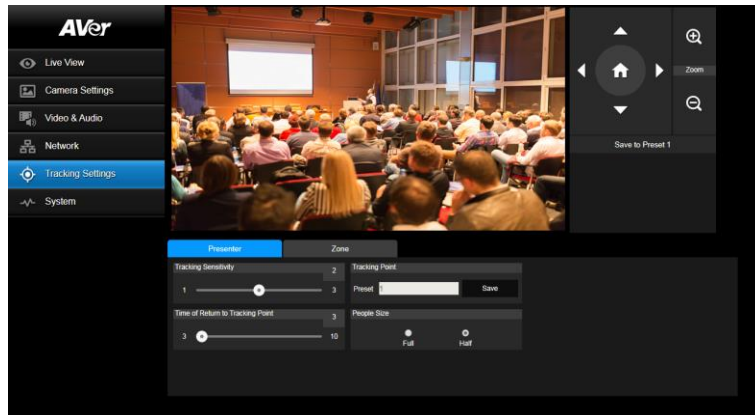 AVer
Live View
Camera Settings
Video & Audio
Network
Tracking Settings
System
Zoom
Save to Preset 1
Presenter
Zone
Tracking Sensitivity
2
1
3
Tracking Point
Preset 1
Save
Time of Return to Tracking Point
3
3
10
People Size
Full
Half